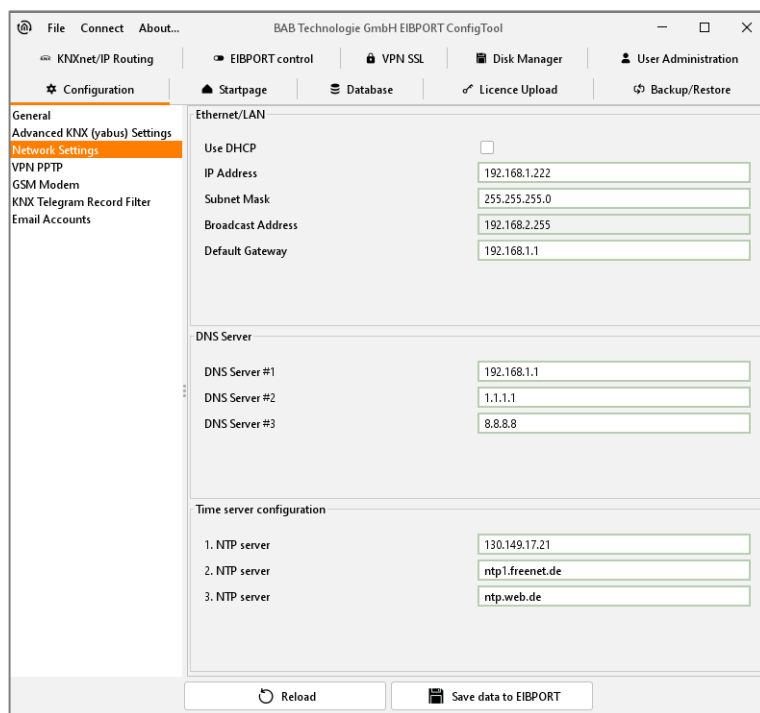 File Connect About... BAB Technologie GmbH EIBPORT ConfigTool
KNXnet/IP Routing EIBPORT control VPN SSL Disk Manager User Administration
Configuration Startpage Database Licence Upload Backup/Restore
General
Advanced KNX (yabus) Settings
Network Settings
VPN PPTP
GSM Modem
KNX Telegram Record Filter
Email Accounts
Ethernet/LAN
Use DHCP
IP Address 192.168.1.222
Subnet Mask 255.255.255.0
Broadcast Address 192.168.2.255
Default Gateway 192.168.1.1
DNS Server
DNS Server #1 192.168.1.1
DNS Server #2 1.1.1.1
DNS Server #3 8.8.8.8
Time server configuration
1. NTP server 130.149.17.21
2. NTP server ntp1.freenet.de
3. NTP server ntp.web.de
Reload Save data to EIBPORT